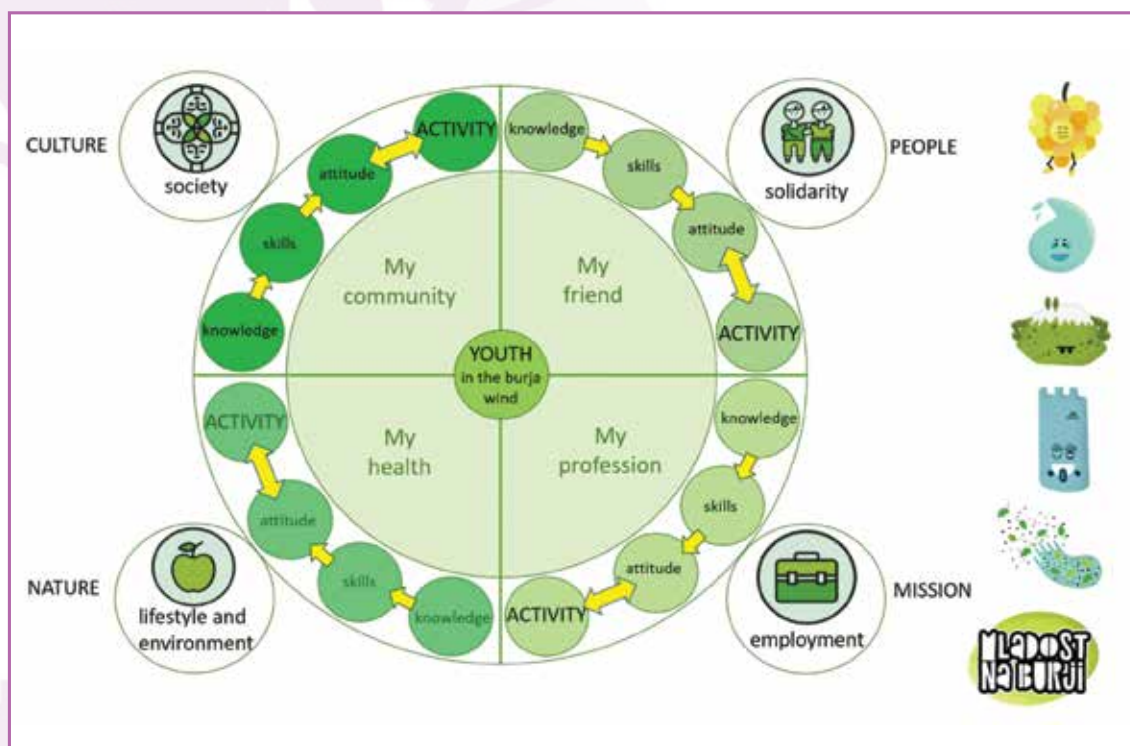 CULTURE
society
ACTIVITY
attitude
skills
knowledge
My
community
knowledge
skills
attitude
ACTIVITY
My
friend
solidarity
PEOPLE
YOUTH
in the burja
wind
ACTIVITY
attitude
skills
knowledge
My
health
NATURE
lifestyle and
environment
knowledge
skills
attitude
ACTIVITY
My
profession
employment
MISSION
MLADOST
NA BURJI